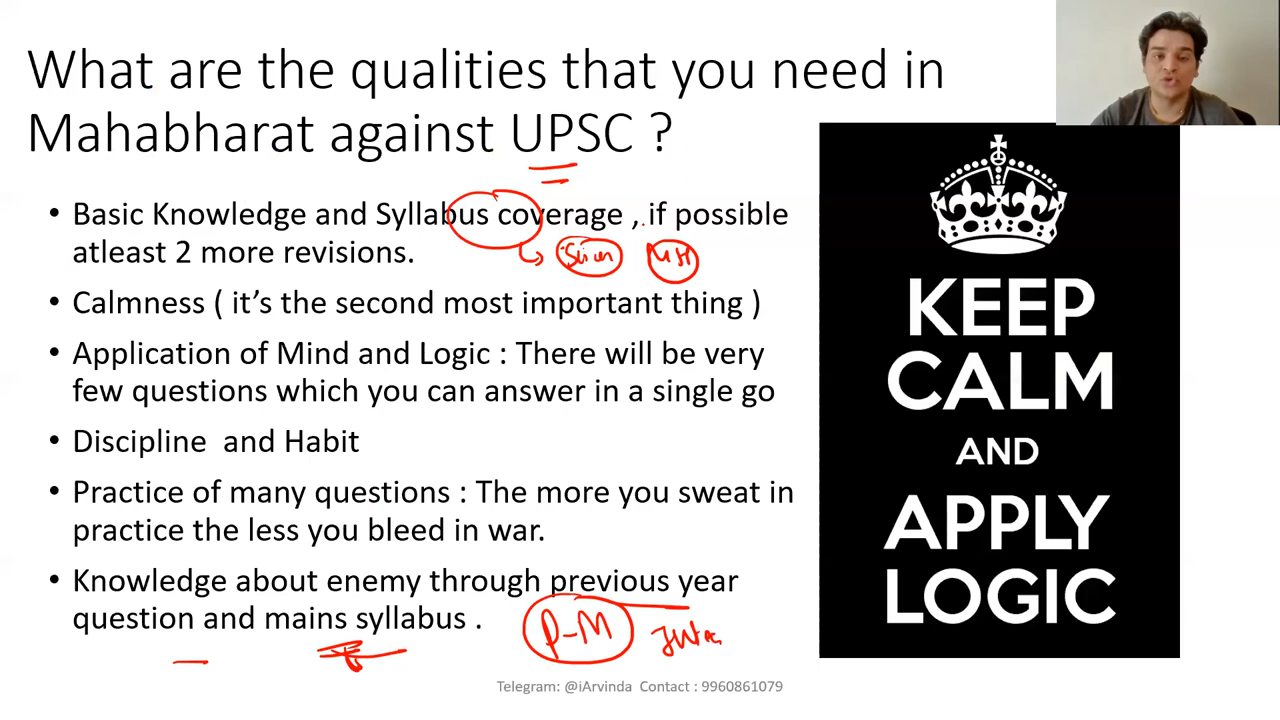 What are the qualities that you need in
Mahabharat against UPSC ?
• Basic Knowledge and Syllabus coverage , if possible
atleast 2 more revisions.
• Calmness ( it’s the second most important thing )
• Application of Mind and Logic : There will be very
few questions which you can answer in a single go
• Discipline  and Habit
• Practice of many questions : The more you sweat in
practice the less you bleed in war.
• Knowledge about enemy through previous year
question and mains syllabus .
P-M
KEEP
CALM
AND
APPLY
LOGIC
Telegram: @iArvinda  Contact : 9960861079